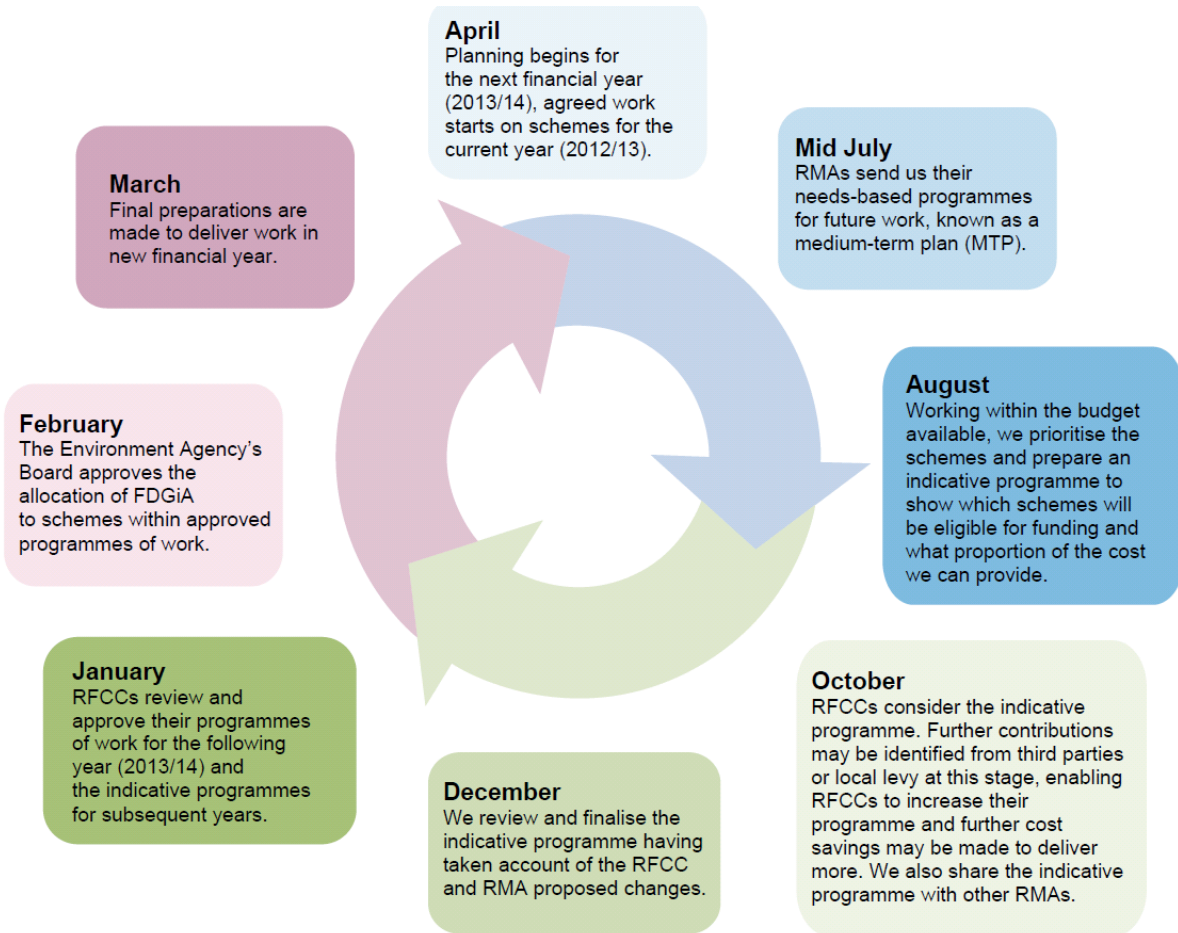 April
Planning begins for
the next financial year
(2013/14), agreed work
starts on schemes for the
current year (2012/13).
Mid July
RMAs send us their
needs-based programmes
for future work, known as a
medium-term plan (MTP).
August
Working within the budget
available, we prioritise the
schemes and prepare an
indicative programme to
show which schemes will
be eligible for funding and
what proportion of the cost
we can provide.
October
RFCCs consider the indicative
programme. Further contributions
may be identified from third parties
or local levy at this stage, enabling
RFCCs to increase their
programme and further cost
savings may be made to deliver
more. We also share the indicative
programme with other RMAs.
December
We review and finalise the
indicative programme having
taken account of the RFCC
and RMA proposed changes.
January
RFCCs review and
approve their programmes
of work for the following
year (2013/14) and
the indicative programmes
for subsequent years.
February
The Environment Agency’s
Board approves the
allocation of FDGiA
to schemes within approved
programmes of work.
March
Final preparations are
made to deliver work in
new financial year.